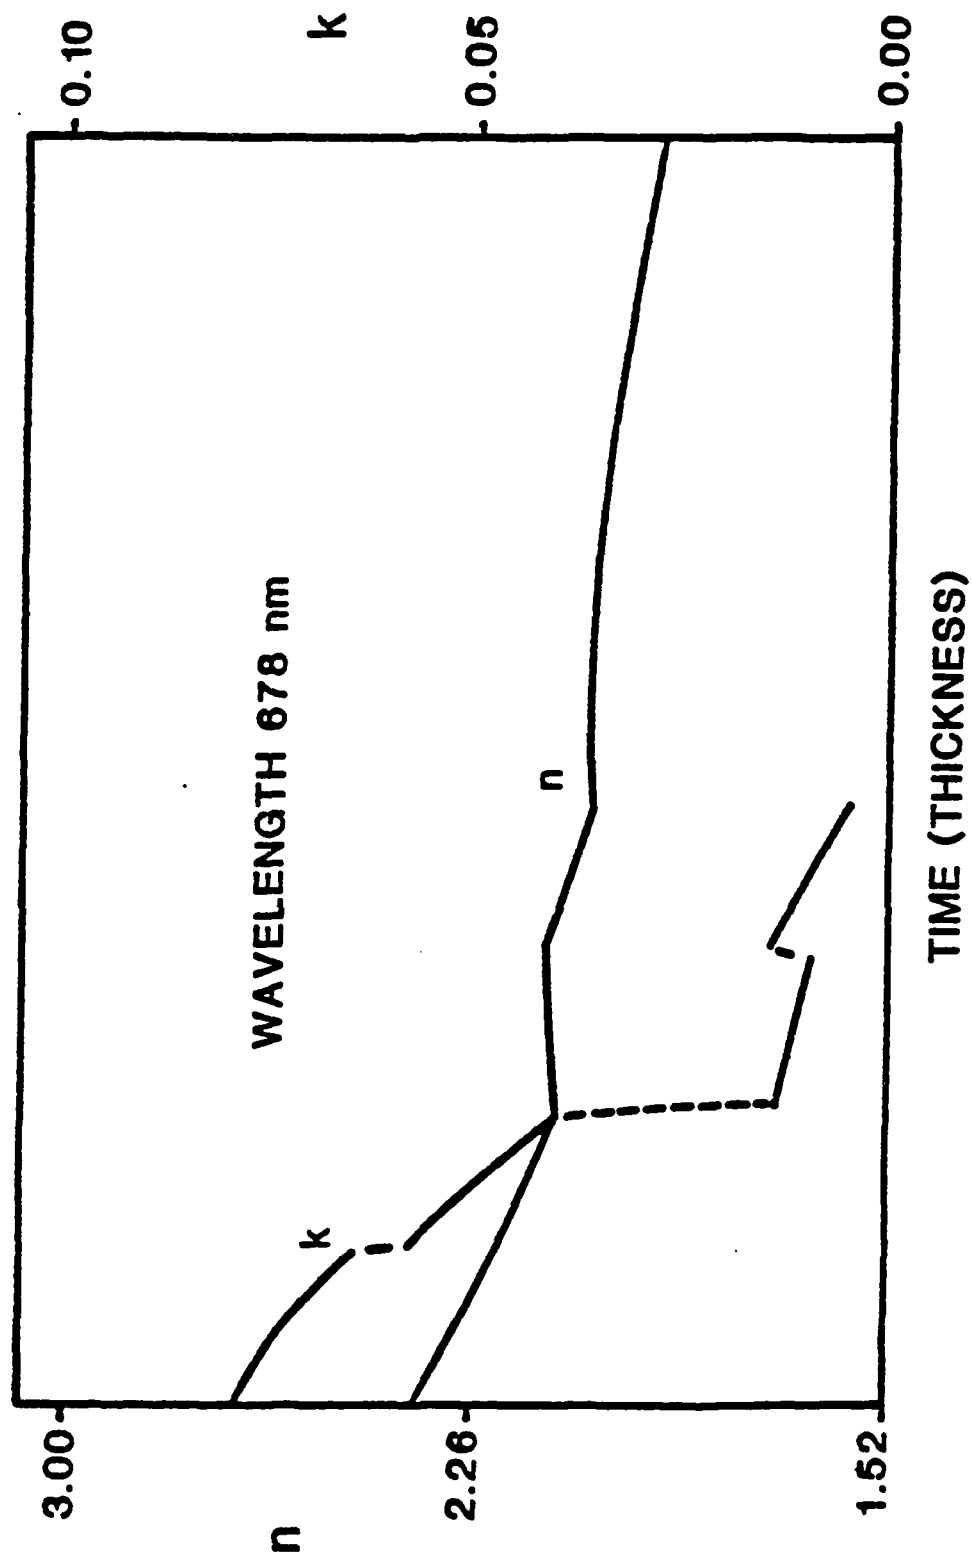 WAVELENGTH 678 nm
n
3.00
2.26
1.52
k
0.10
0.05
0.00
k
n
TIME (THICKNESS)